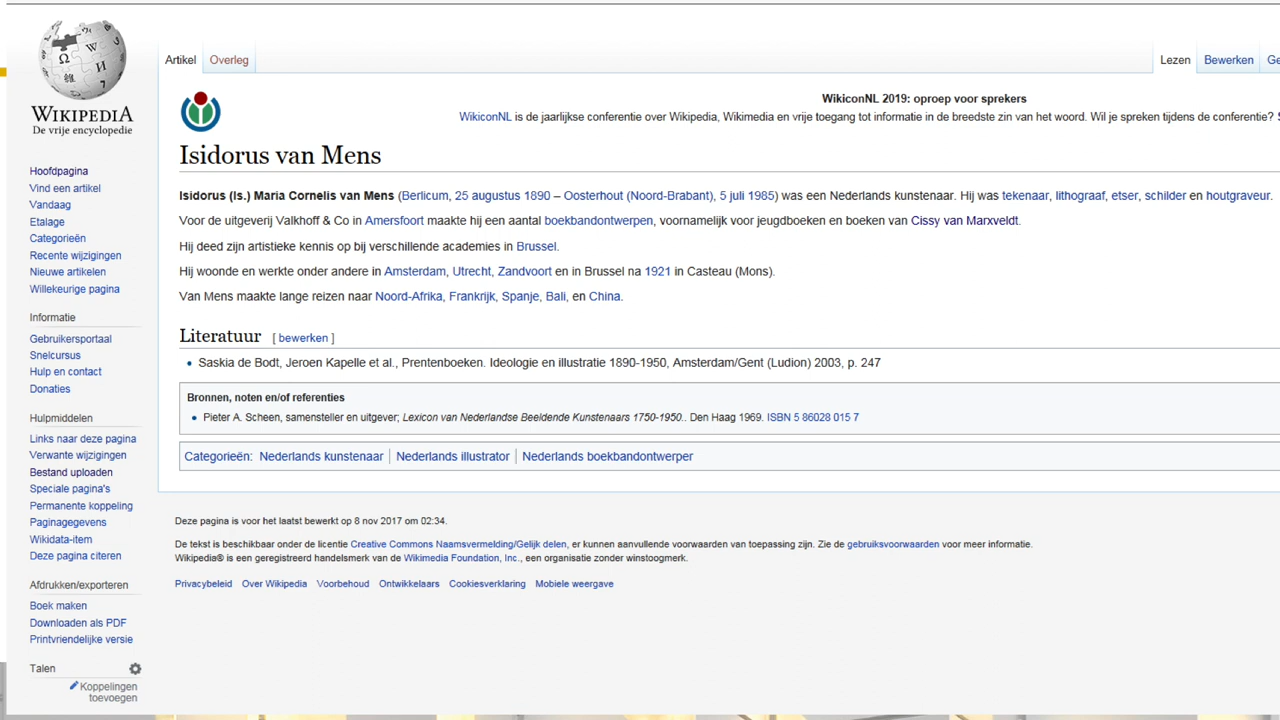 WIKIPEDIA
De vrije encyclopedie
Artikel Overleg Lezen Bewerken Ge
WikiconNL 2019: oproep voor sprekers
WikiconNL is de jaarlijkse conferentie over Wikipedia, Wikimedia en vrije toegang tot informatie in de breedste zin van het woord. Wil je spreken tijdens de conferentie?
Isidorus van Mens
Isidorus (Is.) Maria Cornelis van Mens (Berlicum, 25 augustus 1890 – Oosterhout (Noord-Brabant), 5 juli 1985) was een Nederlands kunstenaar. Hij was tekenaar, lithograaf, etser, schilder en houtgraveur.
Voor de uitgeverij Valkhoff & Co in Amersfoort maakte hij een aantal boekbandontwerpen, voornamelijk voor jeugdboeken en boeken van Cissy van Marxveldt.
Hij deed zijn artistieke kennis op bij verschillende academies in Brussel.
Hij woonde en werkte onder andere in Amsterdam, Utrecht, Zandvoort en in Brussel na 1921 in Casteau (Mons).
Van Mens maakte lange reizen naar Noord-Afrika, Frankrijk, Spanje, Bali, en China.
Literatuur [ bewerken ]
• Saskia de Bodt, Jeroen Kapelle et al., Prentenboeken. Ideologie en illustratie 1890-1950, Amsterdam/Gent (Ludion) 2003, p. 247
Bronnen, noten en/of referenties
• Pieter A. Scheen, samensteller en uitgever; Lexicon van Nederlandse Beeldende Kunstenaars 1750-1950.. Den Haag 1969. ISBN 5 86028 015 7
Categorieën: Nederlands kunstenaar | Nederlands illustrator | Nederlands boekbandontwerper
Deze pagina is voor het laatst bewerkt op 8 nov 2017 om 02:34.
De tekst is beschikbaar onder de licentie Creative Commons Naamsvermelding/Gelijk delen, er kunnen aanvullende voorwaarden van toepassing zijn. Zie de gebruiksvoorwaarden voor meer informatie.
Wikipedia® is een geregistreerd handelsmerk van de Wikimedia Foundation, Inc., een organisatie zonder winstoogmerk.
Privacybeleid Over Wikipedia Voorbehoud Ontwikkelaars Cookiesverklaring Mobiele weergave
Hoofdpagina
Vind een artikel
Vandaag
Etalage
Categorieën
Recente wijzigingen
Nieuwe artikelen
Willekeurige pagina
Informatie
Gebruikersportaal
Snelcursus
Hulp en contact
Donaties
Hulpmiddelen
Links naar deze pagina
Verwante wijzigingen
Bestand uploaden
Speciale pagina's
Permanente koppeling
Paginagegevens
Wikidata-item
Deze pagina citeren
Afdrukken/exporteren
Boek maken
Downloaden als PDF
Printvriendelijke versie
Talen
Koppelingen
toevoegen